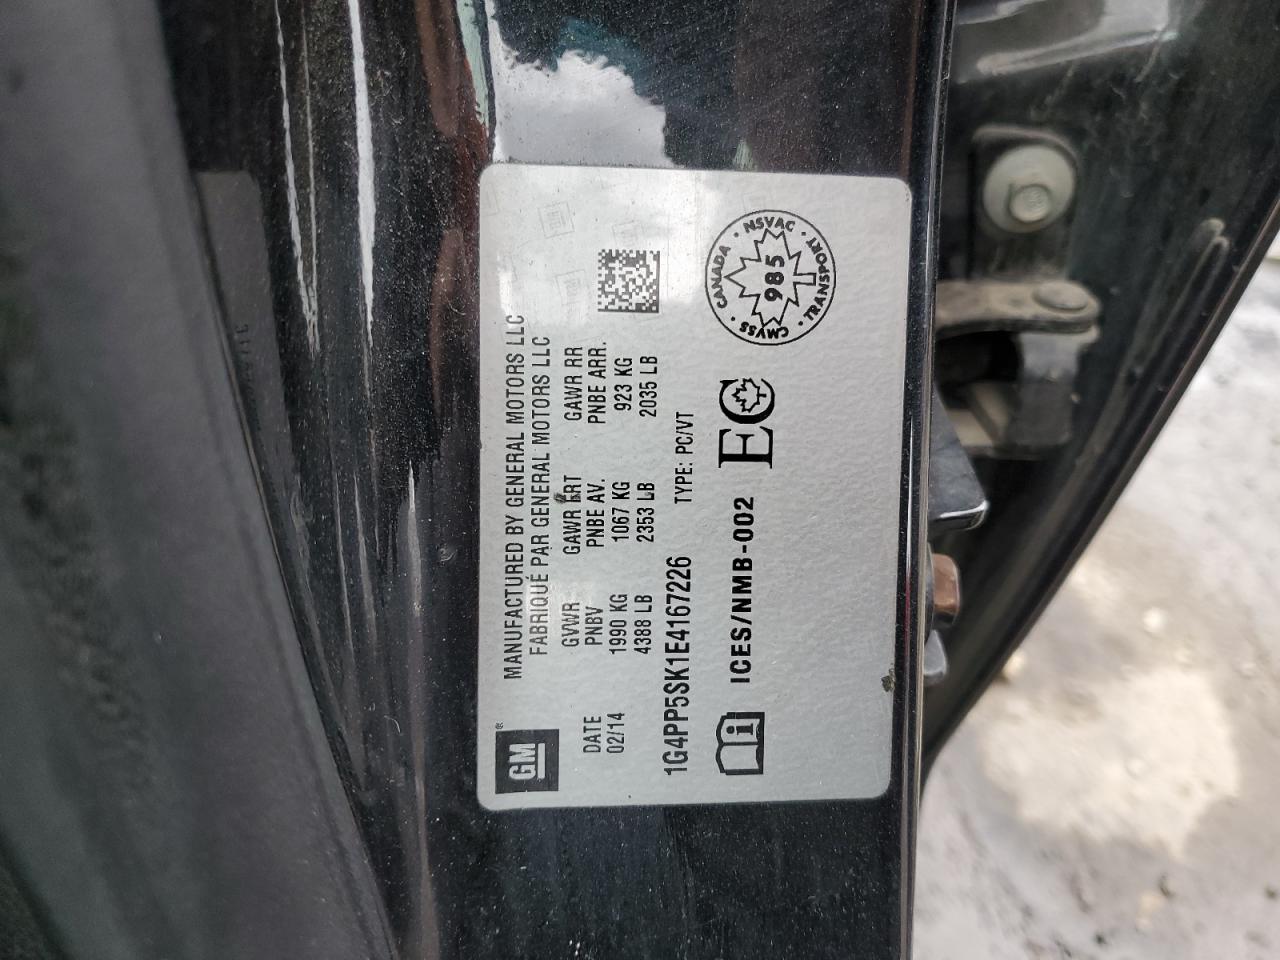 GM®
MANUFACTURED BY GENERAL MOTORS LLC
FABRIQUÉ PAR GENERAL MOTORS LLC
DATE GVWR GAWR FRT GAWR RR
02/14 PNBV PNBE AV. PNBE ARR.
1990 KG 1067 KG 923 KG
4388 LB 2353 LB 2035 LB
1G4PP5SK1E4167226 TYPE: PC/VT
i ICES/NMB-002 EC
CANADA · NSVAC · TRANSPORT · CMVSS ·
985